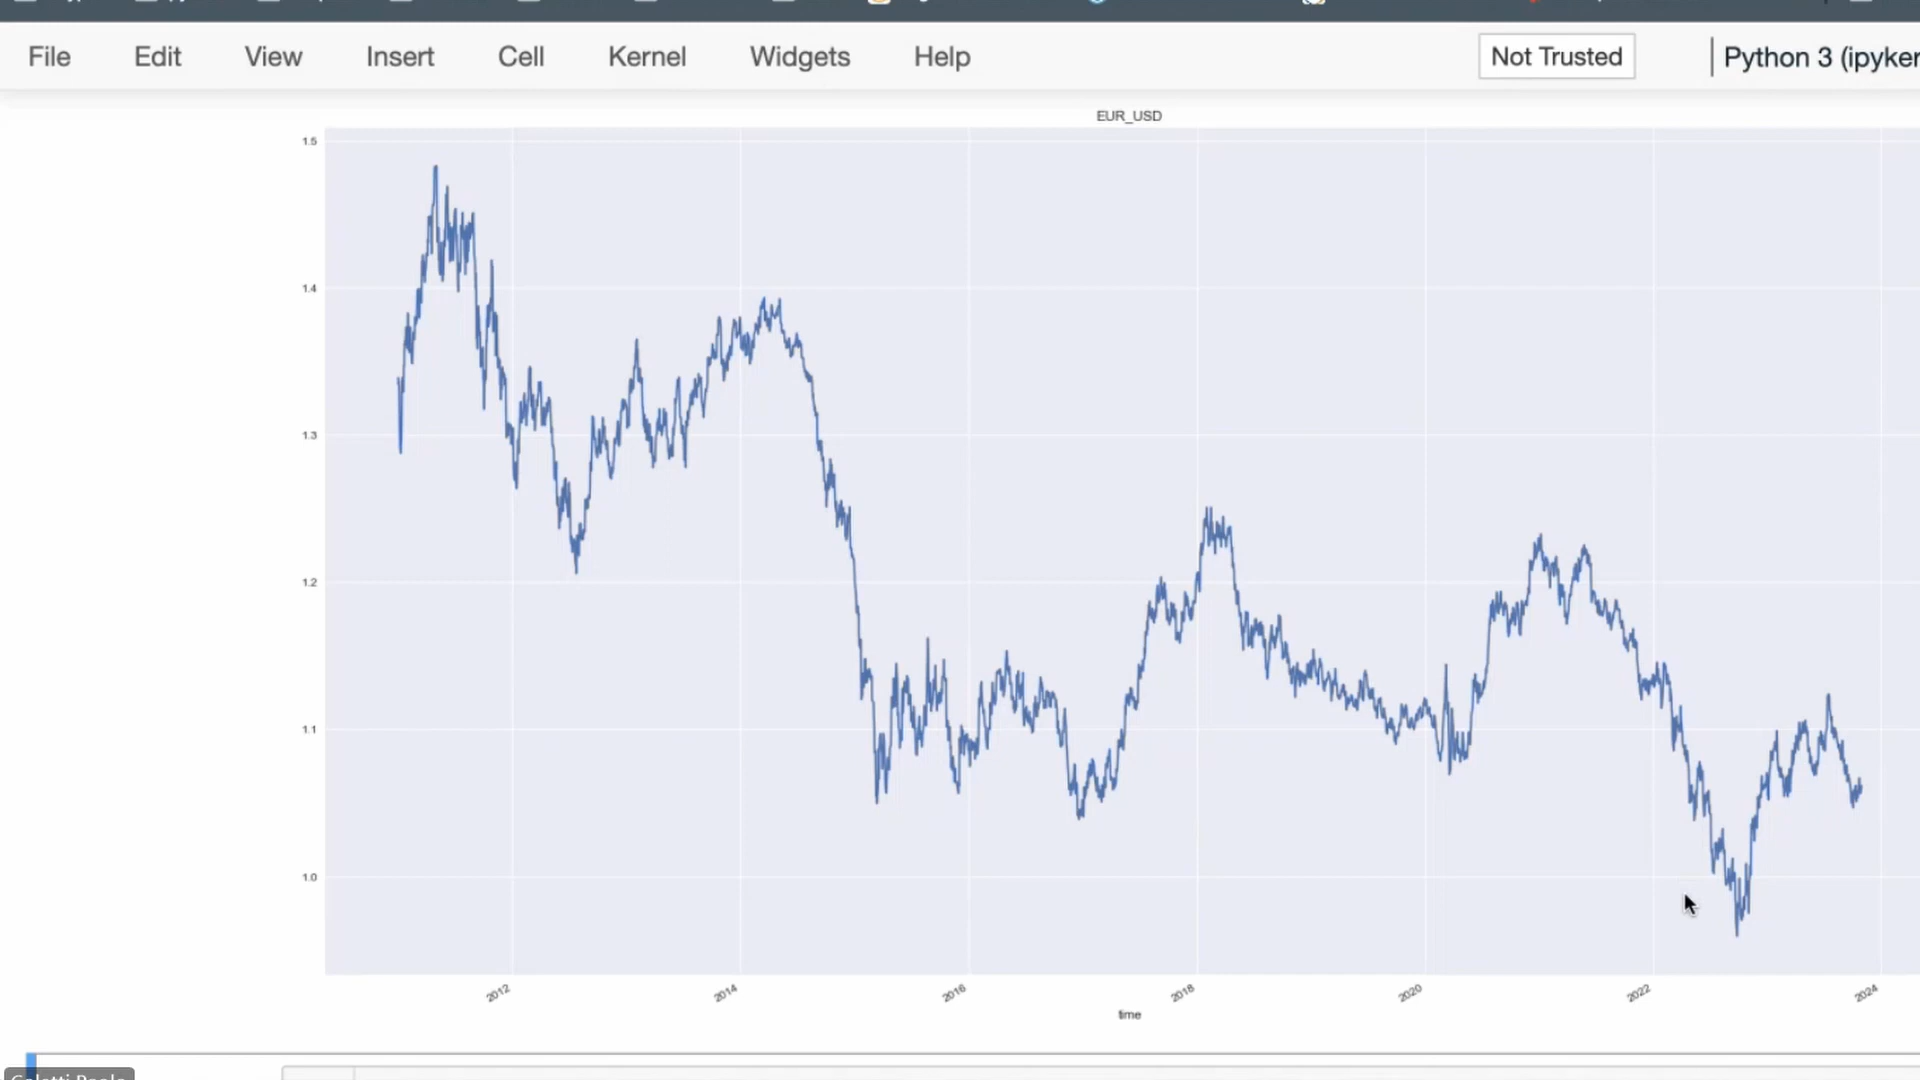 File Edit View Insert Cell Kernel Widgets Help Not Trusted Python 3 (ipyker
EUR_USD
1.5
1.4
1.3
1.2
1.1
1.0
2012 2014 2016 2018 2020 2022 2024
time